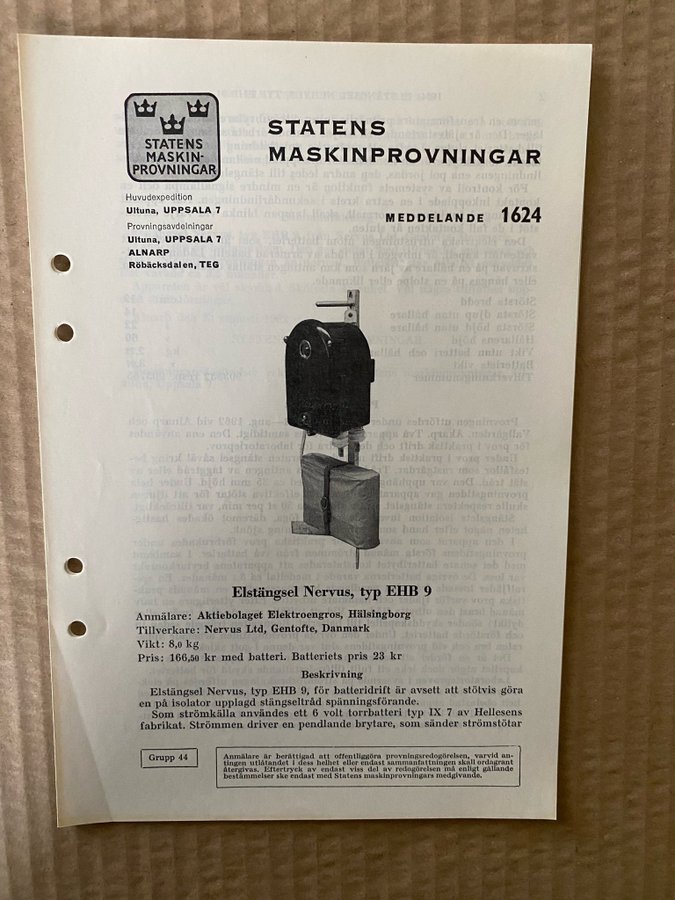 STATENS
MASKIN-
PROVNINGAR
STATENS
MASKINPROVNINGAR
Huvudexpedition
Ultuna, UPPSALA 7
Provningsavdelningar
Ultuna, UPPSALA 7
ALNARP
Röbäcksdalen, TEG
MEDDELANDE 1624
Elstängsel Nervus, typ EHB 9
Anmälare: Aktiebolaget Elektroengros, Hälsingborg
Tillverkare: Nervus Ltd, Gentofte, Danmark
Vikt: 8,0 kg
Pris: 166,50 kr med batteri. Batteriets pris 23 kr
Beskrivning
Elstängsel Nervus, typ EHB 9, för batteridrift är avsett att stötvis göra
en på isolator upplagd stängseltråd spänningsförande.
Som strömkälla användes ett 6 volt torrbatteri typ IX 7 av Hellesens
fabrikat. Strömmen driver en pendlande brytare, som sänder strömstötar
Grupp 44
Anmälare är berättigad att offentliggöra provningsredogörelsen, varvid an-
tingen utlåtandet i dess helhet eller endast sammanfattningen skall ordagrant
återgivas. Eftertryck av endast viss del av redogörelsen må enligt gällande
bestämmelser ske endast med Statens maskinprovningars medgivande.